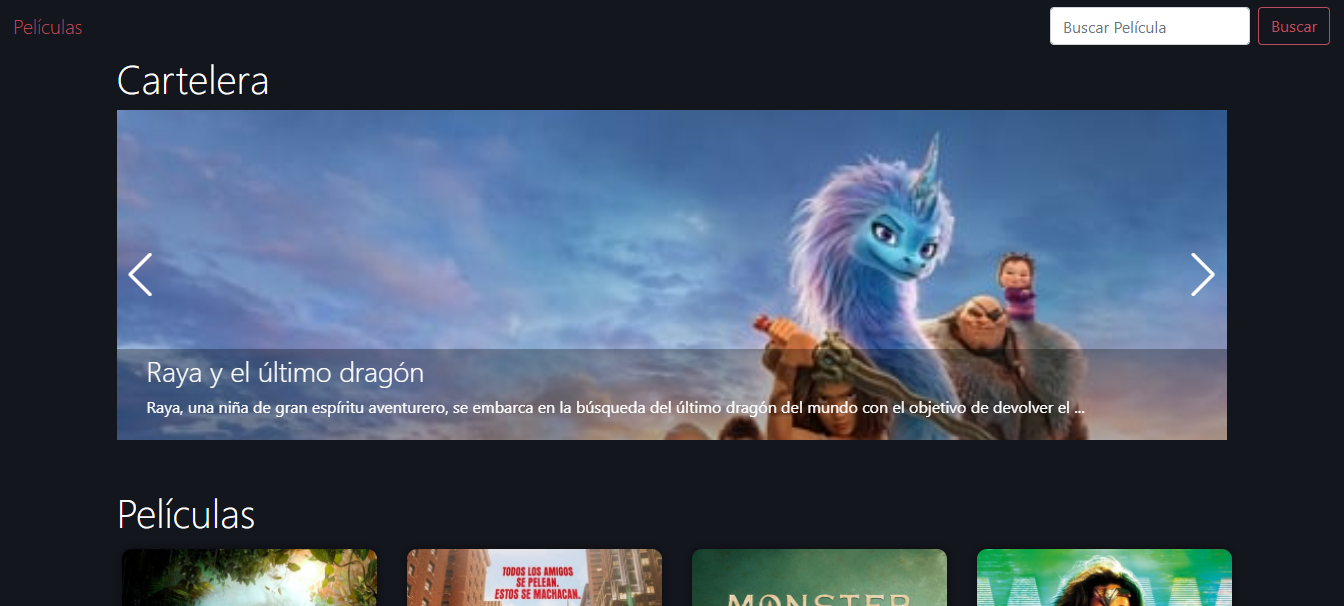 Películas
Buscar Película
Buscar
Cartelera
Raya y el último dragón
Raya, una niña de gran espíritu aventurero, se embarca en la búsqueda del último dragón del mundo con el objetivo de devolver el ...
Películas
TODOS LOS AMIGOS
SE PELEAN.
ESTOS SE MACHACAN.
MONSTER